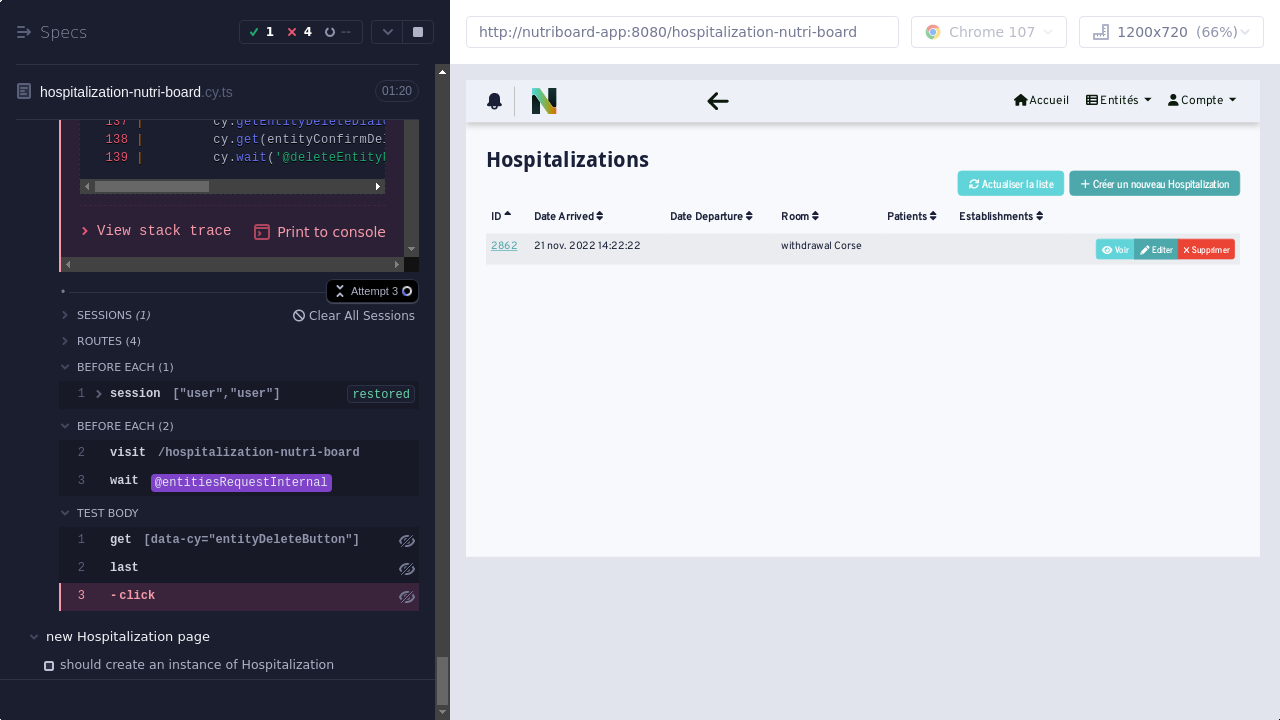 Specs
1
4
--
hospitalization-nutri-board.cy.ts
01:20
137 | cy.getEntityDeleteDialo
138 | cy.get(entityConfirmDel
139 | cy.wait('@deleteEntityR
View stack trace
Print to console
Attempt 3
SESSIONS (1)
Clear All Sessions
ROUTES (4)
BEFORE EACH (1)
1 session ["user","user"] restored
BEFORE EACH (2)
2 visit /hospitalization-nutri-board
3 wait @entitiesRequestInternal
TEST BODY
1 get [data-cy="entityDeleteButton"]
2 last
3 -click
new Hospitalization page
should create an instance of Hospitalization
http://nutriboard-app:8080/hospitalization-nutri-board
Chrome 107
1200x720 (66%)
Accueil
Entités
Compte
Hospitalizations
Actualiser la liste
Créer un nouveau Hospitalization
ID Date Arrived Date Departure Room Patients Establishments
2862 21 nov. 2022 14:22:22 withdrawal Corse Voir Editer Supprimer